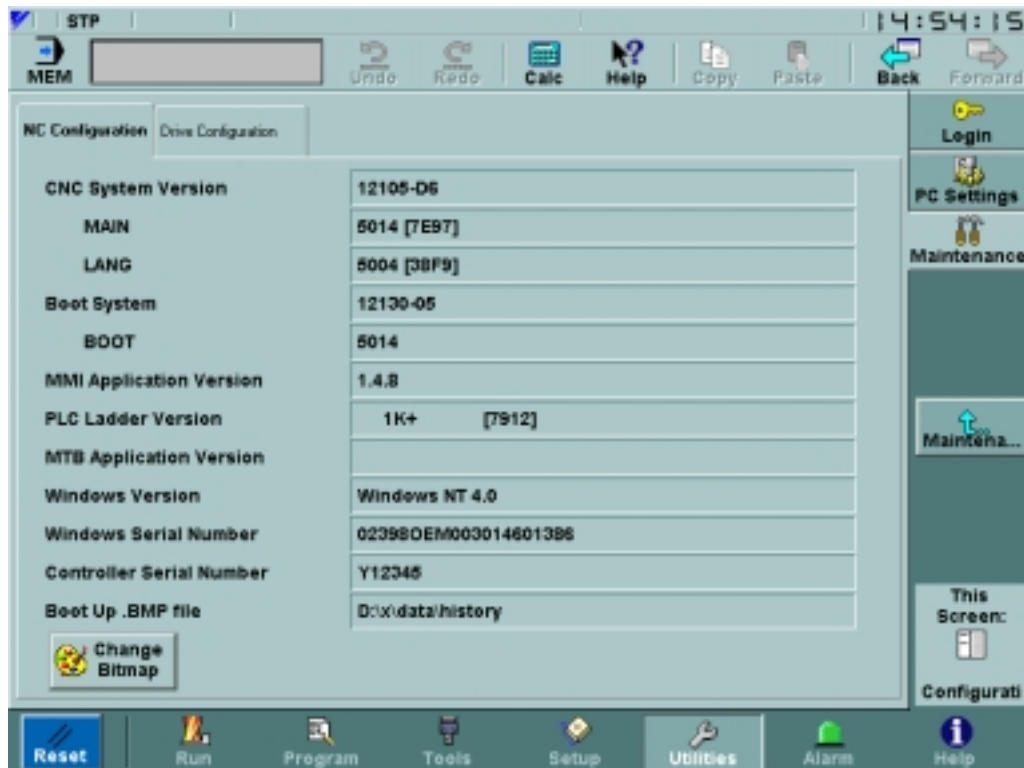 STP
14:54:15
MEM
Undo
Redo
Calc
Help
Copy
Paste
Back
Forward
NC Configuration
Drive Configuration
Login
PC Settings
Maintenance
CNC System Version 12105-D6
MAIN 5014 [7E97]
LANG 5004 [38F9]
Boot System 12130-05
BOOT 5014
MMI Application Version 1.4.8
PLC Ladder Version 1K+ [7912]
MTB Application Version
Windows Version Windows NT 4.0
Windows Serial Number 02398OEM003014601386
Controller Serial Number Y12345
Boot Up .BMP file D:\x\data\history
Change
Bitmap
Maintena...
This
Screen:
Configurati
Reset
Run
Program
Tools
Setup
Utilities
Alarm
Help